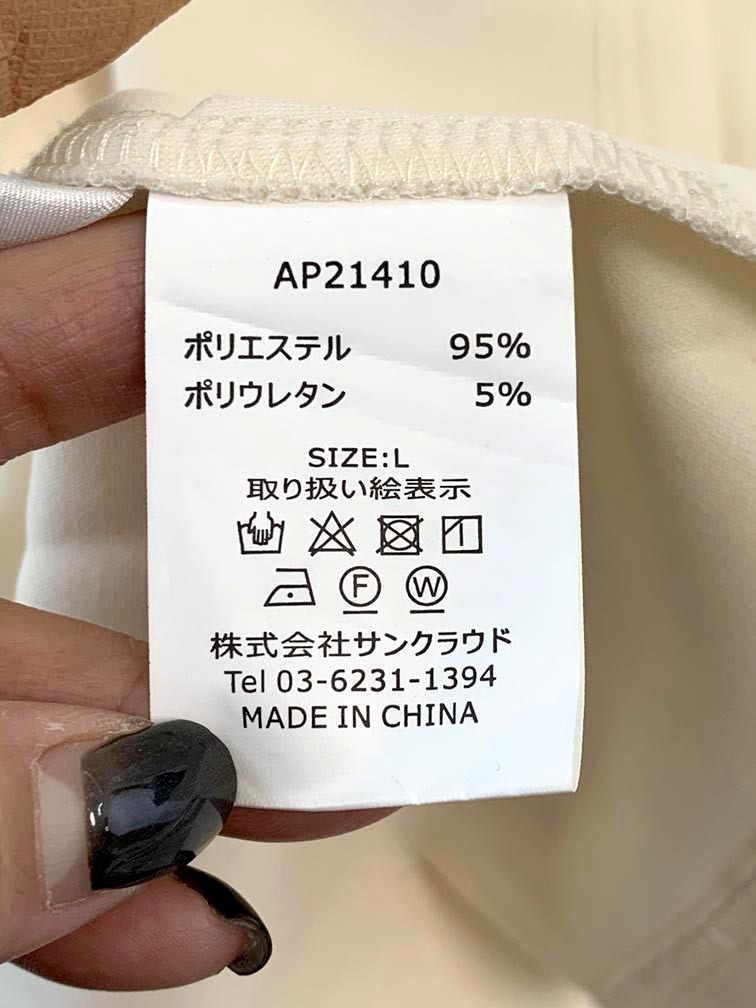 AP21410
ポリエステル 95%
ポリウレタン 5%
SIZE:L
取り扱い絵表示
F W
株式会社サンクラウド
Tel 03-6231-1394
MADE IN CHINA